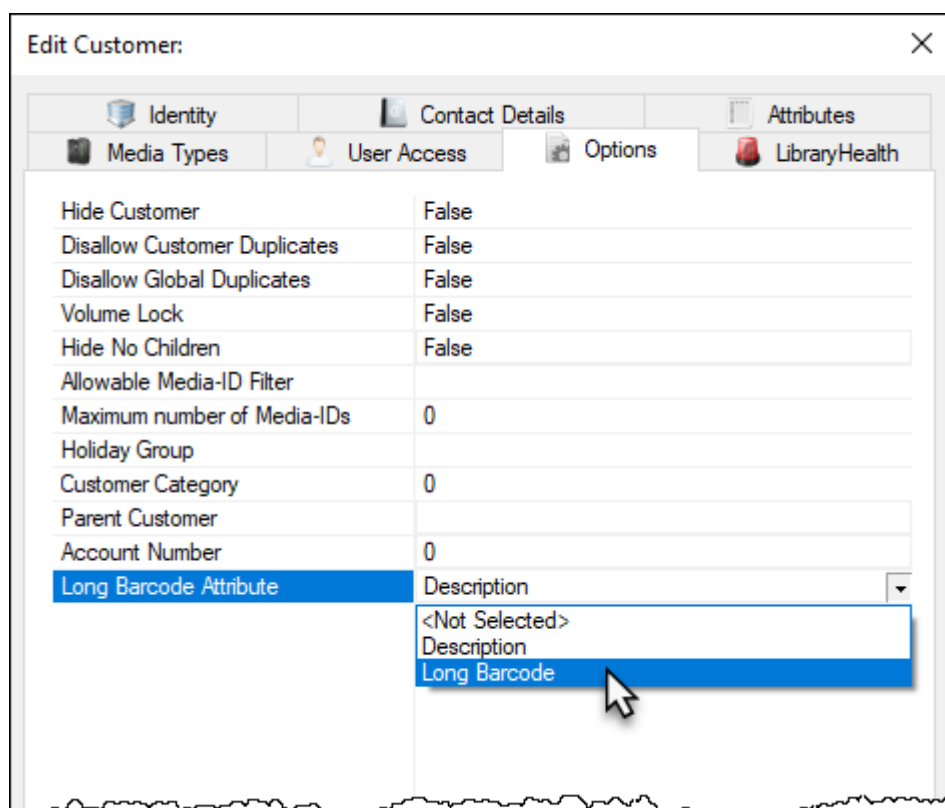 Edit Customer:
Identity Contact Details Attributes
Media Types User Access Options LibraryHealth
Hide Customer False
Disallow Customer Duplicates False
Disallow Global Duplicates False
Volume Lock False
Hide No Children False
Allowable Media-ID Filter
Maximum number of Media-IDs 0
Holiday Group
Customer Category 0
Parent Customer
Account Number 0
Long Barcode Attribute Description
<Not Selected>
Description
Long Barcode